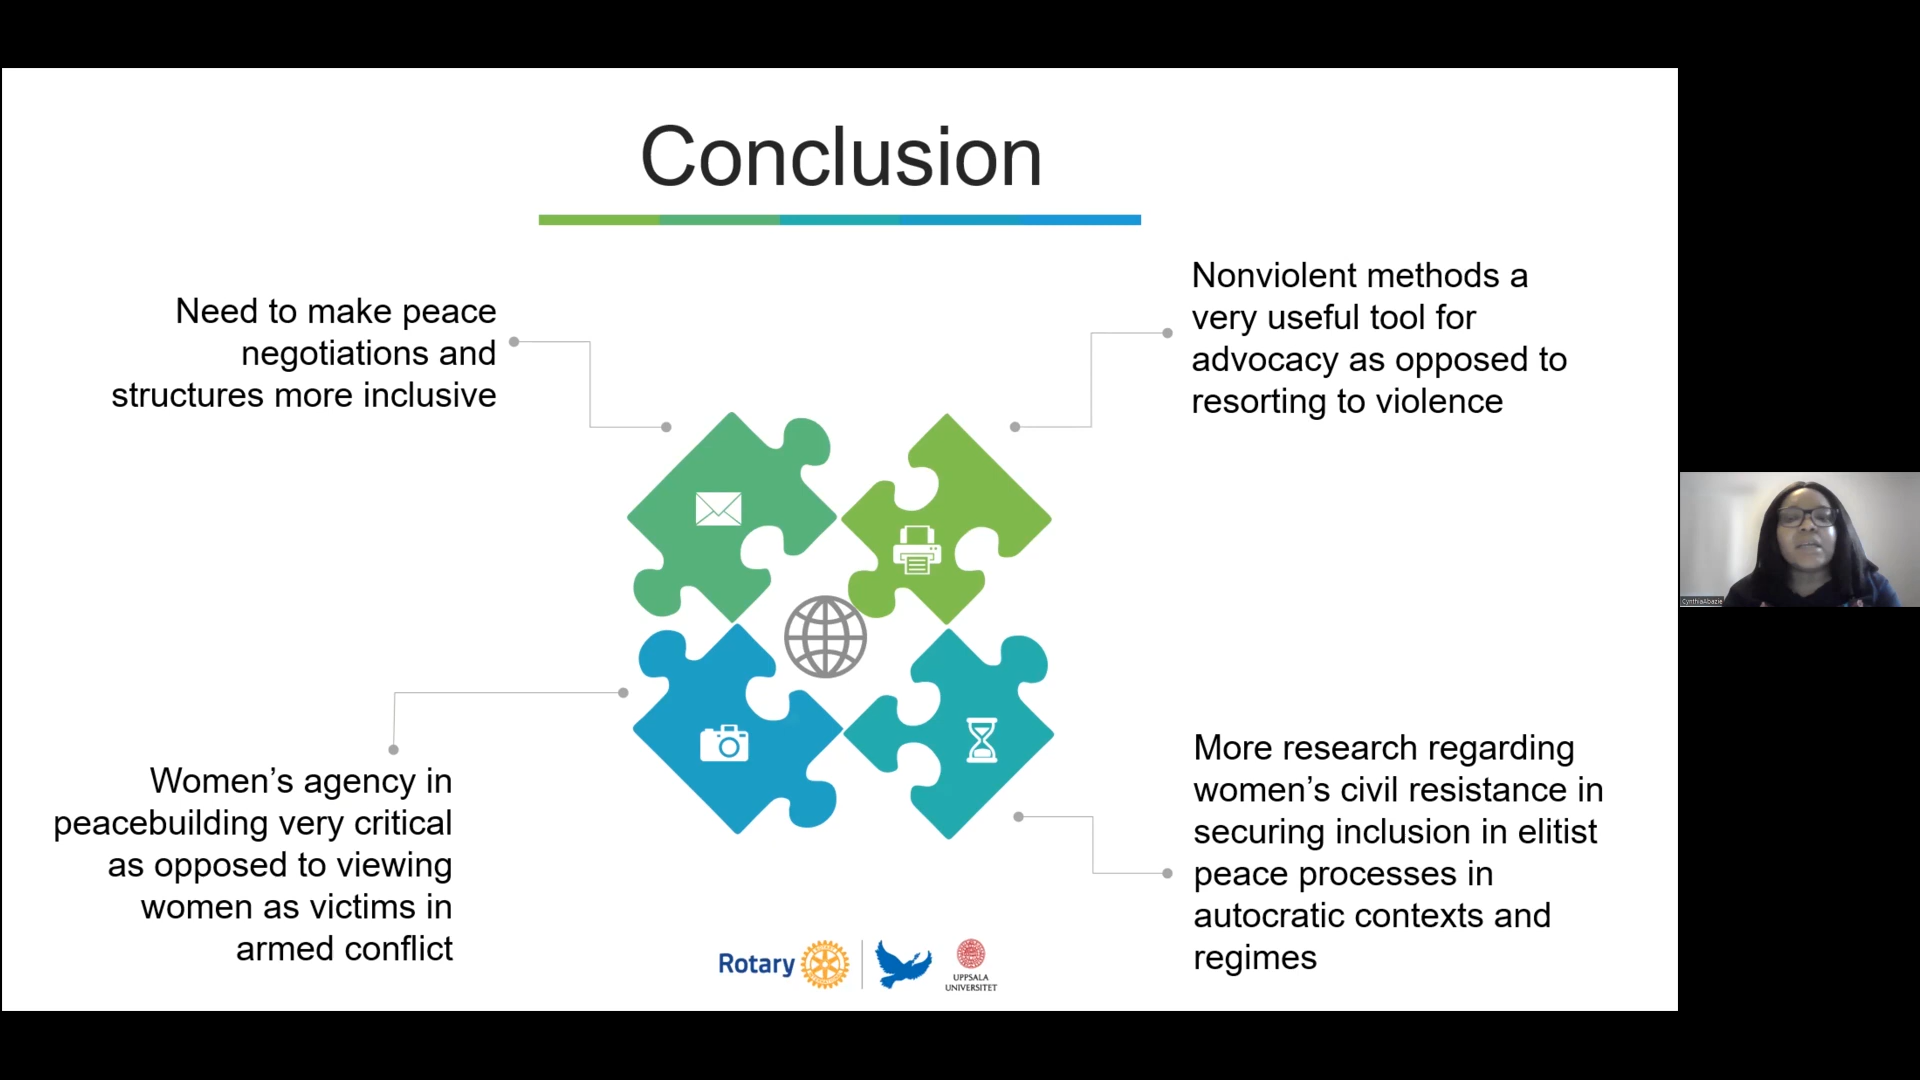 Conclusion
Need to make peace
negotiations and
structures more inclusive
Nonviolent methods a
very useful tool for
advocacy as opposed to
resorting to violence
Women’s agency in
peacebuilding very critical
as opposed to viewing
women as victims in
armed conflict
More research regarding
women’s civil resistance in
securing inclusion in elitist
peace processes in
autocratic contexts and
regimes
Rotary
UPPSALA
UNIVERSITET
CynthiaAbazie